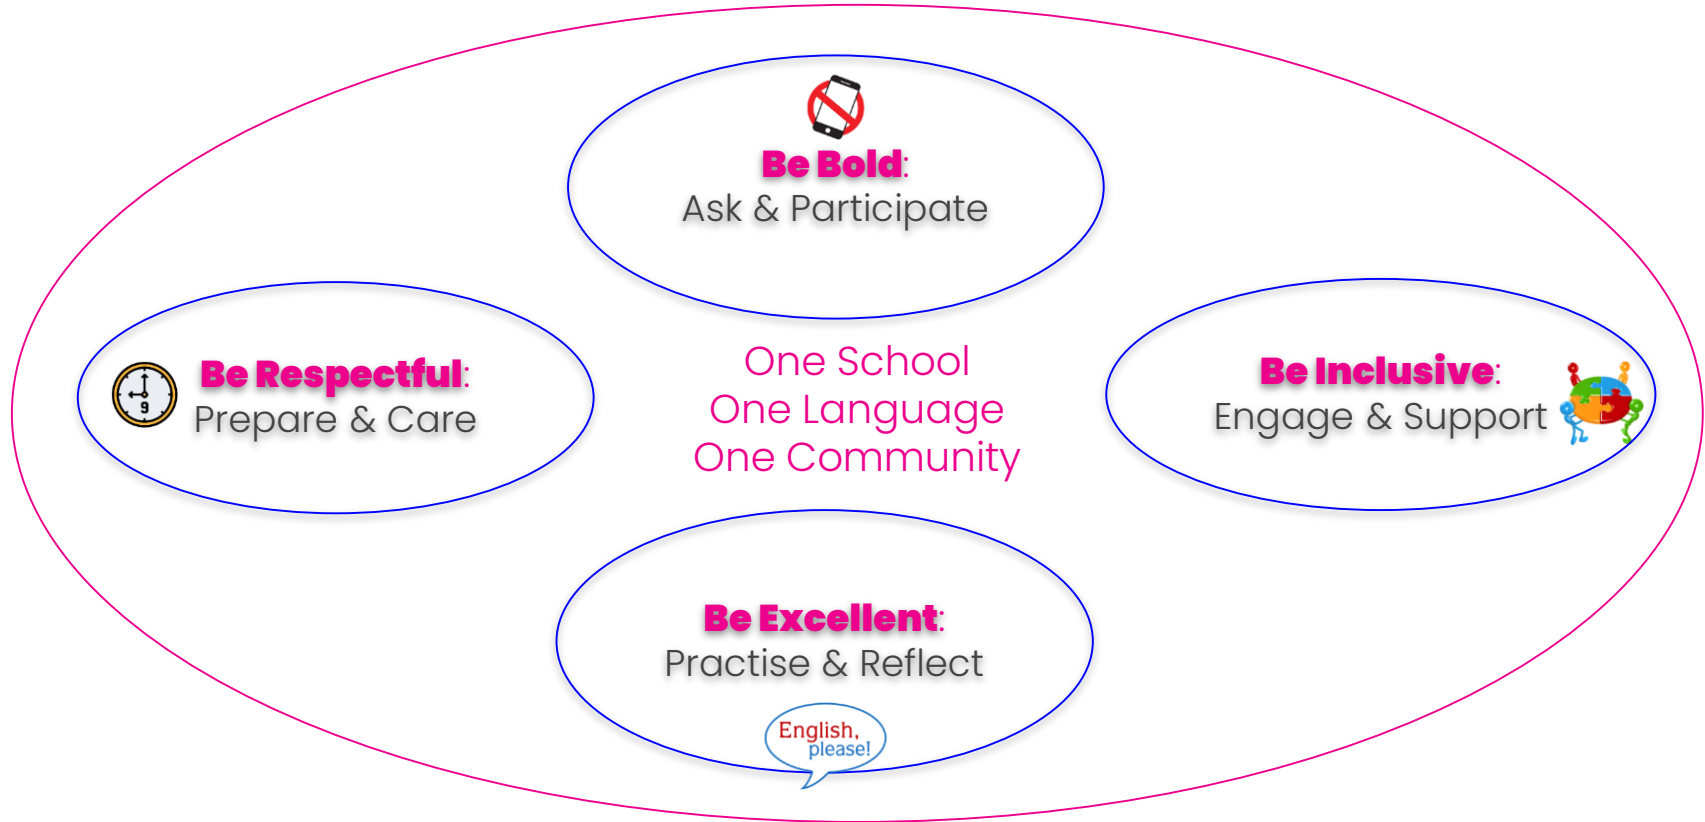 Be Bold:
Ask & Participate
Be Respectful:
Prepare & Care
9
One School
One Language
One Community
Be Inclusive:
Engage & Support
Be Excellent:
Practise & Reflect
English,
please!